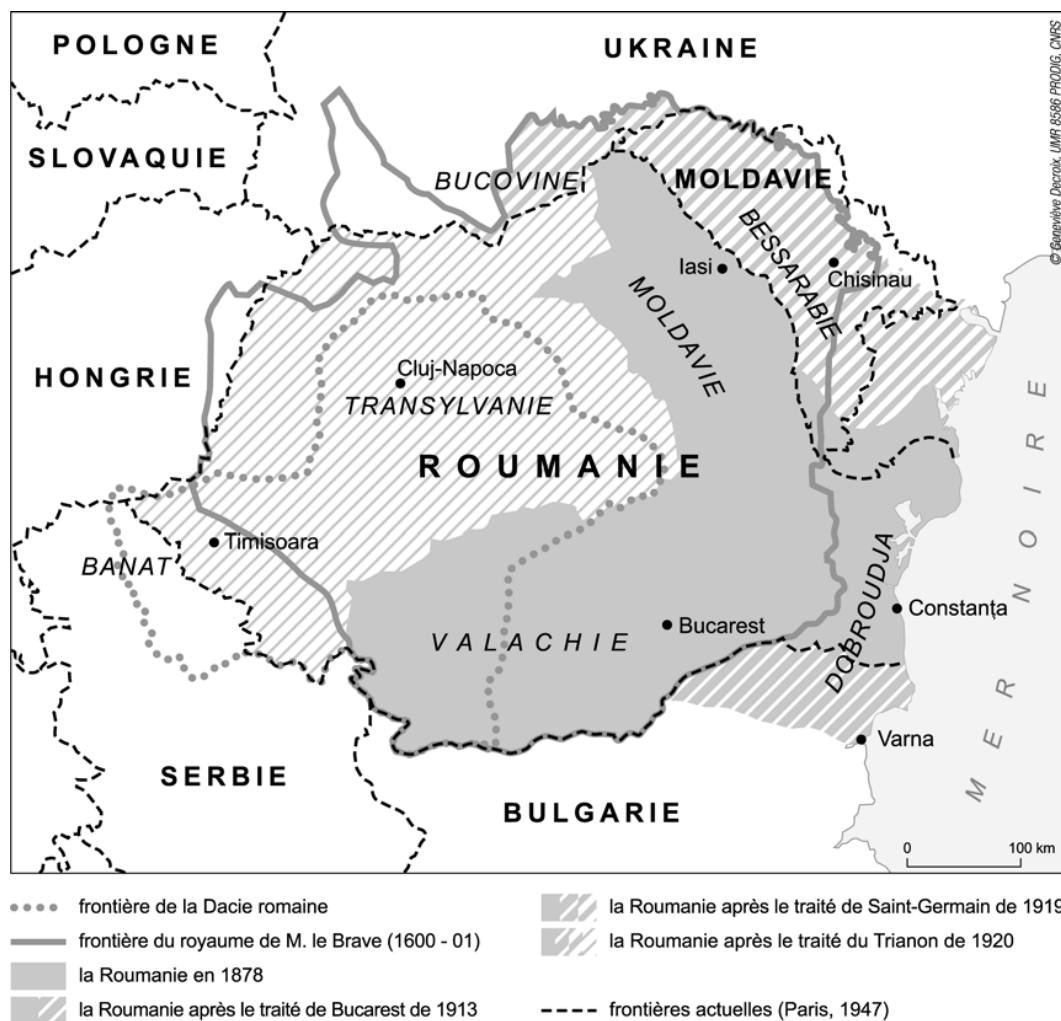 POLOGNE
UKRAINE
SLOVAQUIE
BUCOVINE
MOLDAVIE
BESSARABIE
Iasi
Chisinau
MOLDAVIE
HONGRIE
Cluj-Napoca
TRANSYLVANIE
ROUMANIE
BANAT
Timisoara
VALACHIE
Bucarest
DOBROUDJA
Constanţa
MER NOIRE
Varna
SERBIE
BULGARIE
0 100 km
© Geneviève Decroix, UMR 8586 PRODIG, CNRS
frontière de la Dacie romaine
frontière du royaume de M. le Brave (1600 - 01)
la Roumanie en 1878
la Roumanie après le traité de Bucarest de 1913
la Roumanie après le traité de Saint-Germain de 1919
la Roumanie après le traité du Trianon de 1920
frontières actuelles (Paris, 1947)